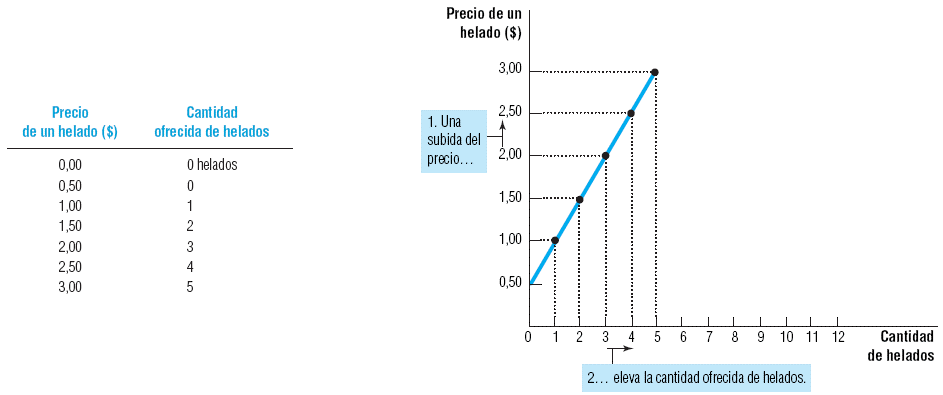 Precio
de un helado ($)
Cantidad
ofrecida de helados
0,00 0 helados
0,50 0
1,00 1
1,50 2
2,00 3
2,50 4
3,00 5
Precio de un
helado ($)
3,00
2,50
2,00
1,50
1,00
0,50
1. Una
subida del
precio…
0 1 2 3 4 5 6 7 8 9 10 11 12
Cantidad
de helados
2… eleva la cantidad ofrecida de helados.